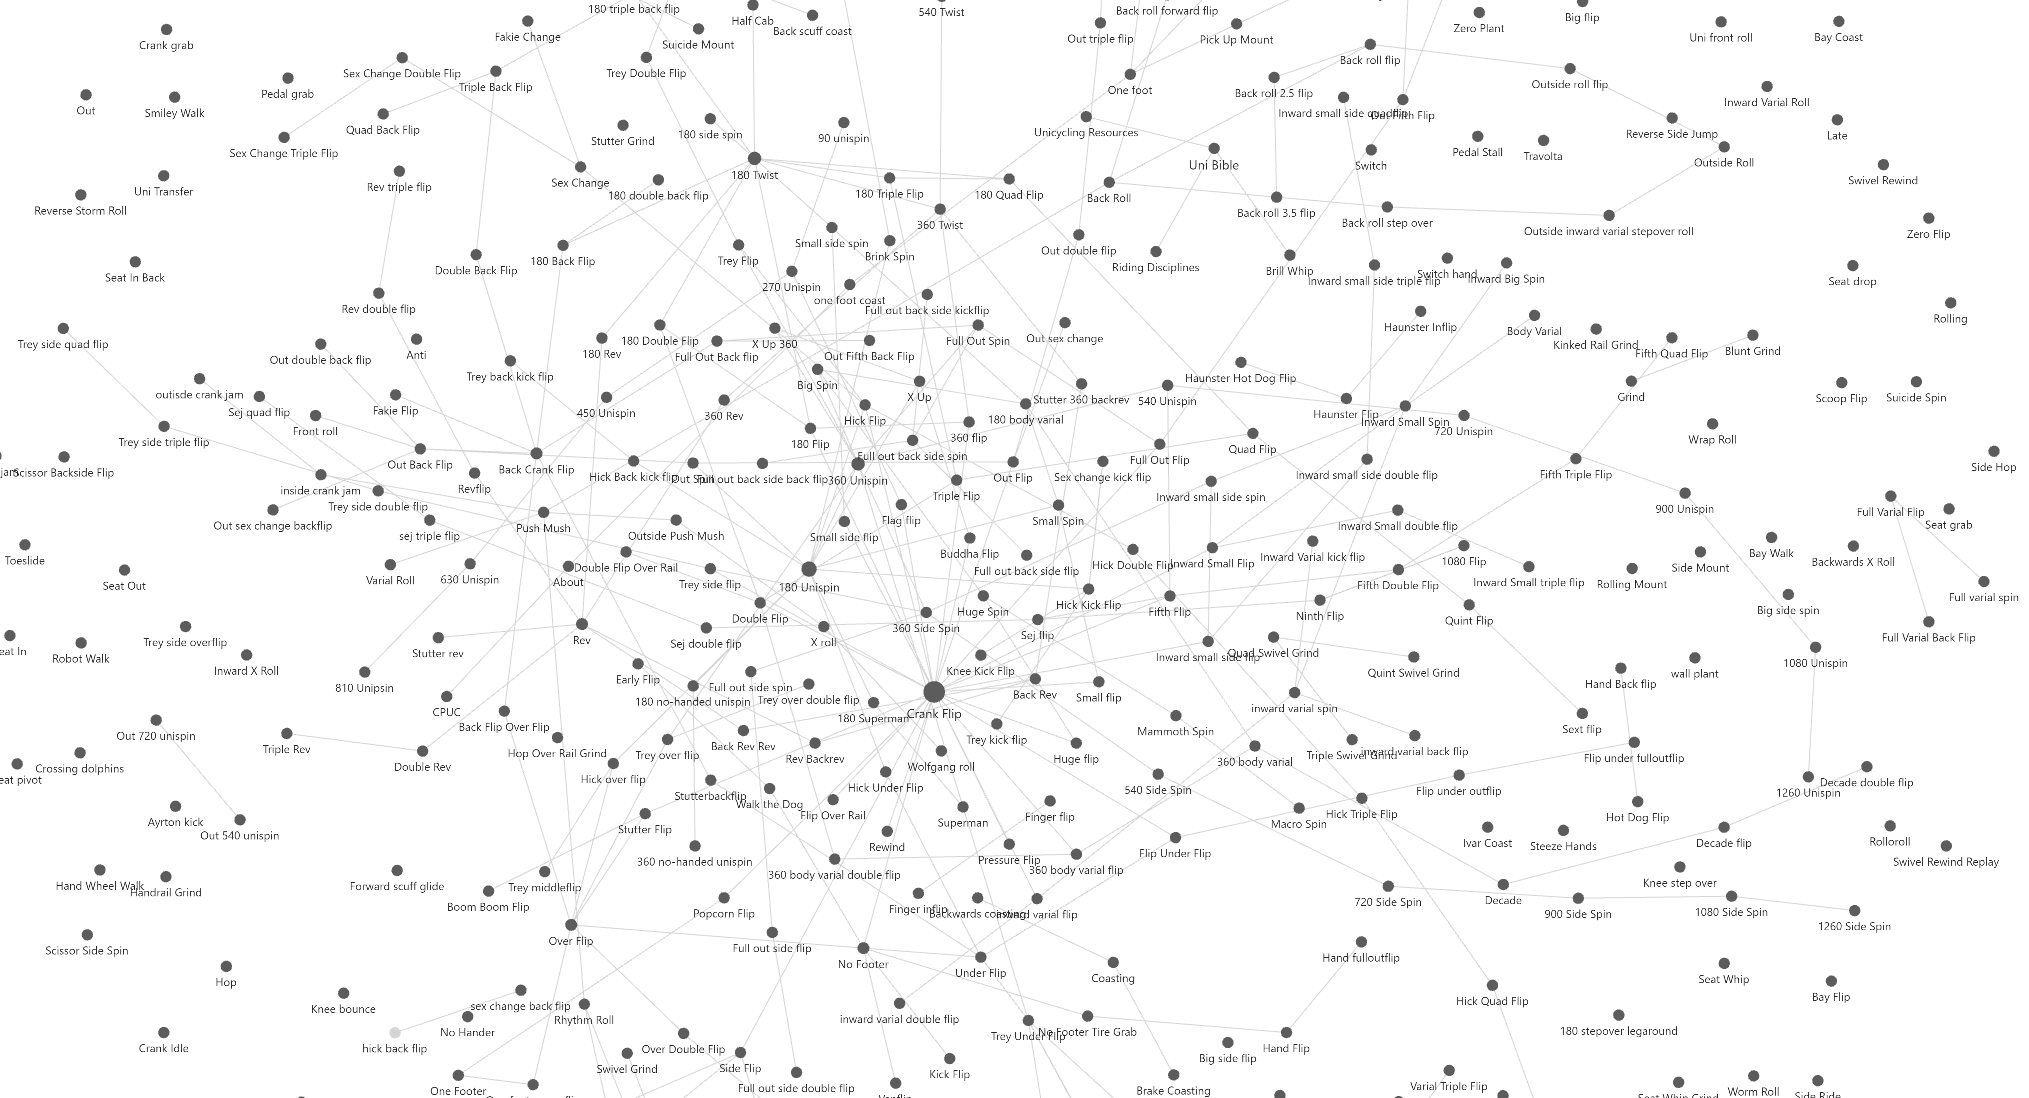 180 triple back flip
Half Cab
540 Twist
Back roll forward flip
Big flip
Zero Plant
Uni front roll
Bay Coast
Crank grab
Fakie Change
Suicide Mount
Back scuff coast
Out triple flip
Pick Up Mount
Back roll flip
Sex Change Double Flip
Triple Back Flip
Trey Double Flip
One foot
Back roll 2.5 flip
Outside roll flip
Inward Varial Roll
Out
Smiley Walk
Pedal grab
Quad Back Flip
Stutter Grind
180 side spin
90 unispin
Unicycling Resources
Inward small side quadflip
Out Fifth Flip
Reverse Side Jump
Late
Sex Change Triple Flip
Uni Bible
Switch
Pedal Stall
Travolta
Outside Roll
Swivel Rewind
Uni Transfer
Rev triple flip
Sex Change
180 double back flip
180 Twist
180 Triple Flip
180 Quad Flip
Back Roll
Reverse Storm Roll
Back roll 3.5 flip
Back roll step over
Outside inward varial stepover roll
Zero Flip
360 Twist
Small side spin
Brink Spin
Out double flip
Riding Disciplines
Seat In Back
Double Back Flip
180 Back Flip
Trey Flip
270 Unispin
one foot coast
Brill Whip
Inward small side triple flip
Switch hand
Inward Big Spin
Seat drop
Rev double flip
Full out back side kickflip
Haunster Inflip
Body Varial
Kinked Rail Grind
Rolling
Trey side quad flip
Out double back flip
Anti
180 Rev
180 Double Flip
Full Out Back flip
X Up 360
Out Fifth Back Flip
Full Out Spin
Out sex change
Fifth Quad Flip
Blunt Grind
Trey back kick flip
Big Spin
X Up
Haunster Hot Dog Flip
Grind
Scoop Flip
Suicide Spin
outisde crank jam
Sej quad flip
Fakie Flip
450 Unispin
360 Rev
Hick Flip
180 body varial
Stutter 360 backrev
540 Unispin
Haunster Flip
Inward Small Spin
720 Unispin
Front roll
Trey side triple flip
180 Flip
360 flip
Full out back side spin
Full Out Flip
Quad Flip
Wrap Roll
Side Hop
Scissor Backside Flip
Out Back Flip
Back Crank Flip
Hick Back kick flip
Out Spin
Full out back side back flip
360 Unispin
Out Flip
Sex change kick flip
Inward small side double flip
Fifth Triple Flip
inside crank jam
Revflip
Trey side double flip
Triple Flip
Inward small side spin
900 Unispin
Full Varial Flip
Seat grab
Out sex change backflip
sej triple flip
Push Mush
Outside Push Mush
Flag flip
Small side flip
Small Spin
Inward Small double flip
Toeslide
Seat Out
Varial Roll
630 Unispin
About
Double Flip Over Rail
Trey side flip
180 Unispin
Buddha Flip
Full out back side flip
Hick Double Flip
Inward Small Flip
Inward Varial kick flip
1080 Flip
Fifth Double Flip
Inward Small triple flip
Rolling Mount
Side Mount
Bay Walk
Backwards X Roll
Full varial spin
Huge Spin
Hick Kick Flip
Fifth Flip
Ninth Flip
Quint Flip
Big side spin
Double Flip
Robot Walk
Trey side overflip
Inward X Roll
Stutter rev
Rev
Sej double flip
X roll
360 Side Spin
Sej flip
Inward small side flip
Quad Swivel Grind
Full Varial Back Flip
810 Unipsin
Early Flip
Full out side spin
Knee Kick Flip
Quint Swivel Grind
Hand Back flip
wall plant
1080 Unispin
CPUC
180 no-handed unispin
Trey over double flip
180 Superman
Crank Flip
Back Rev
Small flip
inward varial spin
Out 720 unispin
Triple Rev
Back Flip Over Flip
Double Rev
Hop Over Rail Grind
Trey over flip
Back Rev Rev
Rev Backrev
Trey kick flip
Huge flip
Mammoth Spin
Sext flip
Crossing dolphins
Hick over flip
Wolfgang roll
360 body varial
Triple Swivel Grind
inward varial back flip
Flip under fulloutflip
Stutterbackflip
Walk the Dog
Hick Under Flip
Flip Over Rail
540 Side Spin
Flip under outflip
1260 Unispin
Decade double flip
Ayrton kick
Out 540 unispin
Stutter Flip
Superman
Finger flip
Macro Spin
Hick Triple Flip
Hot Dog Flip
360 no-handed unispin
Rewind
Pressure Flip
Flip Under Flip
Ivar Coast
Steeze Hands
Decade flip
Rolloroll
Swivel Rewind Replay
Hand Wheel Walk
Handrail Grind
Forward scuff glide
Trey middleflip
Boom Boom Flip
360 body varial double flip
360 body varial flip
Knee step over
Popcorn Flip
Finger inflip
Backwards coasting
inward varial flip
720 Side Spin
Decade
900 Side Spin
1080 Side Spin
1260 Side Spin
Scissor Side Spin
Over Flip
Full out side flip
No Footer
Under Flip
Coasting
Hand fulloutflip
Seat Whip
Bay Flip
Hop
Knee bounce
sex change back flip
Rhythm Roll
No Hander
inward varial double flip
Trey Under Flip
No Footer Tire Grab
Hand Flip
Hick Quad Flip
180 stepover legaround
Crank Idle
hick back flip
Over Double Flip
Big side flip
One Footer
Swivel Grind
Side Flip
Full out side double flip
Kick Flip
Brake Coasting
Varial Triple Flip
Seat Whip Grind
Worm Roll
Side Ride